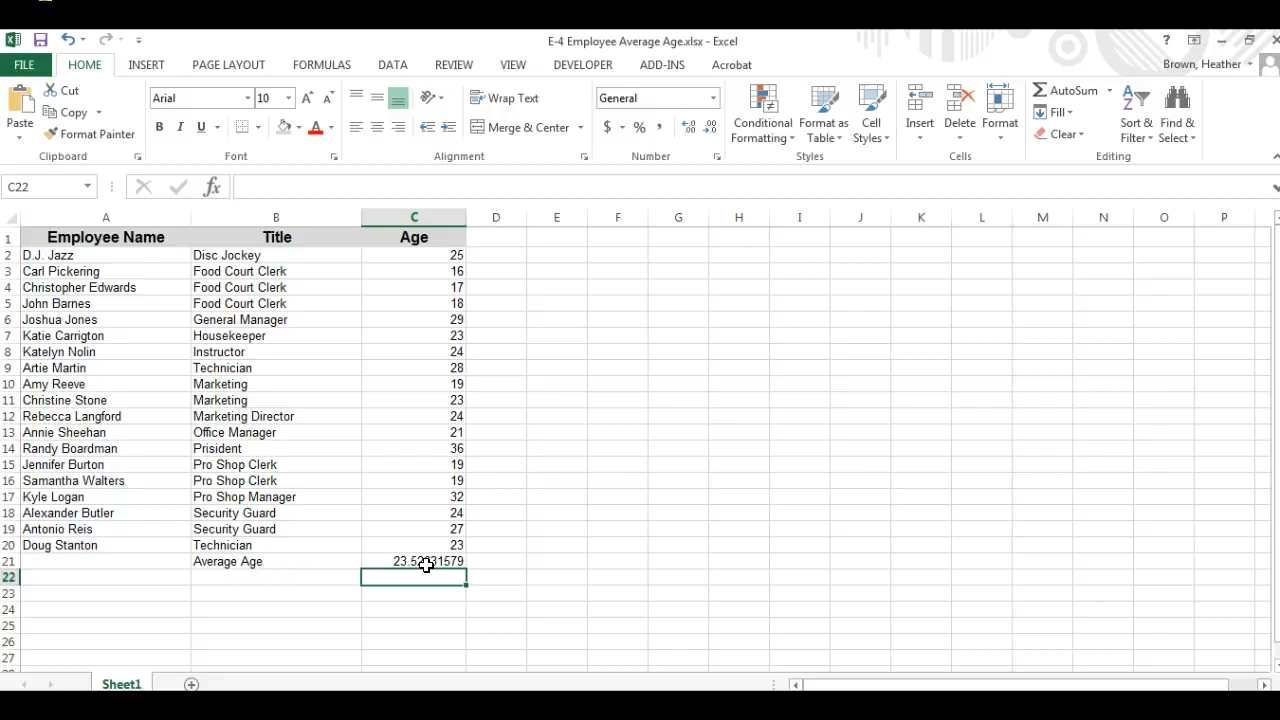 E-4 Employee Average Age.xlsx - Excel
?
FILE HOME INSERT PAGE LAYOUT FORMULAS DATA REVIEW VIEW DEVELOPER ADD-INS Acrobat Brown, Heather
Paste Cut Copy Format Painter Clipboard
Arial 10 A A B I U A Font
Wrap Text Merge & Center Alignment
General $ % , Number
Conditional Formatting Format as Table Cell Styles Styles
Insert Delete Format Cells
AutoSum Fill Clear Sort & Filter Find & Select Editing
C22 fx
A B C D E F G H I J K L M N O P
1 Employee Name Title Age
2 D.J. Jazz Disc Jockey 25
3 Carl Pickering Food Court Clerk 16
4 Christopher Edwards Food Court Clerk 17
5 John Barnes Food Court Clerk 18
6 Joshua Jones General Manager 29
7 Katie Carrigton Housekeeper 23
8 Katelyn Nolin Instructor 24
9 Artie Martin Technician 28
10 Amy Reeve Marketing 19
11 Christine Stone Marketing 23
12 Rebecca Langford Marketing Director 24
13 Annie Sheehan Office Manager 21
14 Randy Boardman Prisident 36
15 Jennifer Burton Pro Shop Clerk 19
16 Samantha Walters Pro Shop Clerk 19
17 Kyle Logan Pro Shop Manager 32
18 Alexander Butler Security Guard 24
19 Antonio Reis Security Guard 27
20 Doug Stanton Technician 23
21 Average Age
22
23
24
25
26
27
Sheet1